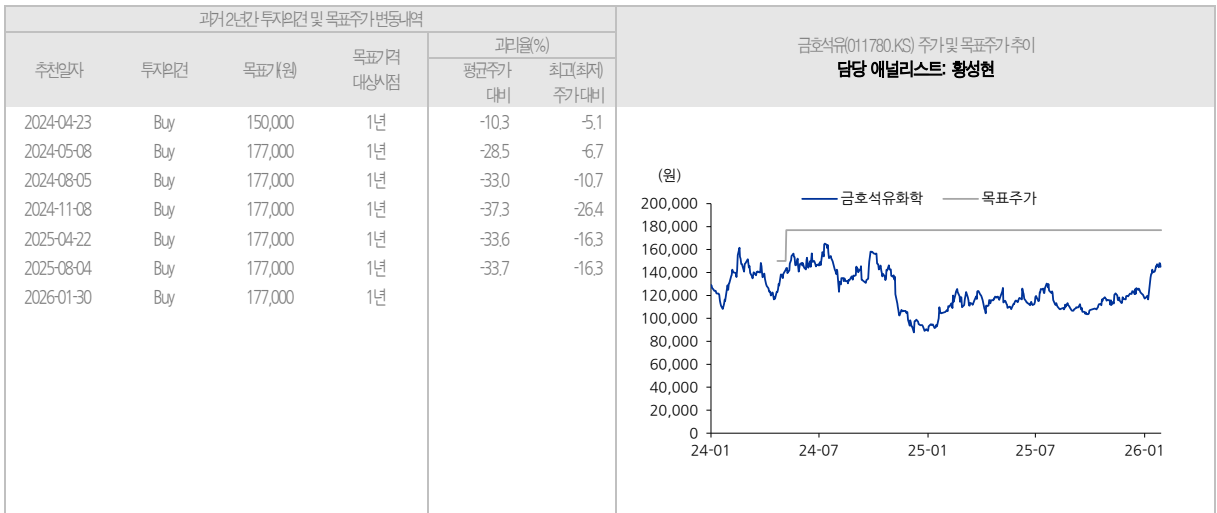 과거 2년간 투자의견 및 목표주가 변동내역
추천일자 투자의견 목표가(원) 목표가격 대상시점 괴리율(%)
평균주가 대비 최고(최저) 주가 대비
2024-04-23 Buy 150,000 1년 -10.3 -5.1
2024-05-08 Buy 177,000 1년 -28.5 -6.7
2024-08-05 Buy 177,000 1년 -33.0 -10.7
2024-11-08 Buy 177,000 1년 -37.3 -26.4
2025-04-22 Buy 177,000 1년 -33.6 -16.3
2025-08-04 Buy 177,000 1년 -33.7 -16.3
2026-01-30 Buy 177,000 1년
금호석유(011780.KS) 주가 및 목표주가 추이
담당 애널리스트: 황성현
(원)
금호석유화학 목표주가
200,000
180,000
160,000
140,000
120,000
100,000
80,000
60,000
40,000
20,000
0
24-01 24-07 25-01 25-07 26-01